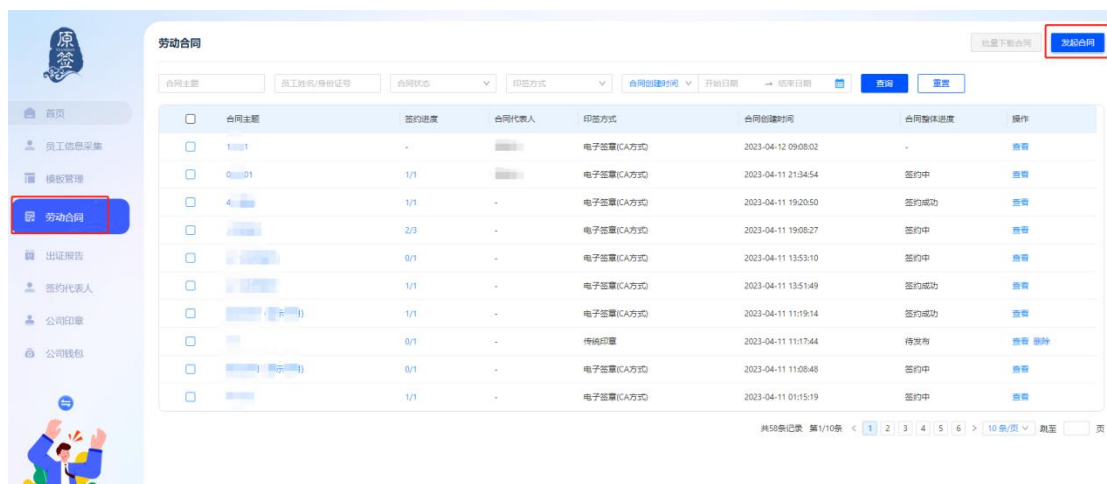 原签
劳动合同
批量下载合同 发起合同
合同主题 员工姓名/身份证号 合同状态 印签方式 合同创建时间 开始日期 → 结束日期 查询 重置
首页
员工信息采集
模板管理
劳动合同
出证报告
签约代表人
公司印章
公司钱包
合同主题 签约进度 合同代表人 印签方式 合同创建时间 合同整体进度 操作
- 电子签章(CA方式) 2023-04-12 09:08:02 - 查看
1/1 电子签章(CA方式) 2023-04-11 21:34:54 签约中 查看
1/1 - 电子签章(CA方式) 2023-04-11 19:20:50 签约成功 查看
2/3 - 电子签章(CA方式) 2023-04-11 19:08:27 签约中 查看
0/1 - 电子签章(CA方式) 2023-04-11 13:53:10 签约中 查看
1/1 - 电子签章(CA方式) 2023-04-11 13:51:49 签约成功 查看
1/1 - 电子签章(CA方式) 2023-04-11 11:19:14 签约成功 查看
0/1 - 传统印章 2023-04-11 11:17:44 待发布 查看 删除
0/1 - 电子签章(CA方式) 2023-04-11 11:08:48 签约中 查看
1/1 - 电子签章(CA方式) 2023-04-11 01:15:19 签约中 查看
共58条记录 第1/10条 < 1 2 3 4 5 6 > 10 条/页 跳至 页